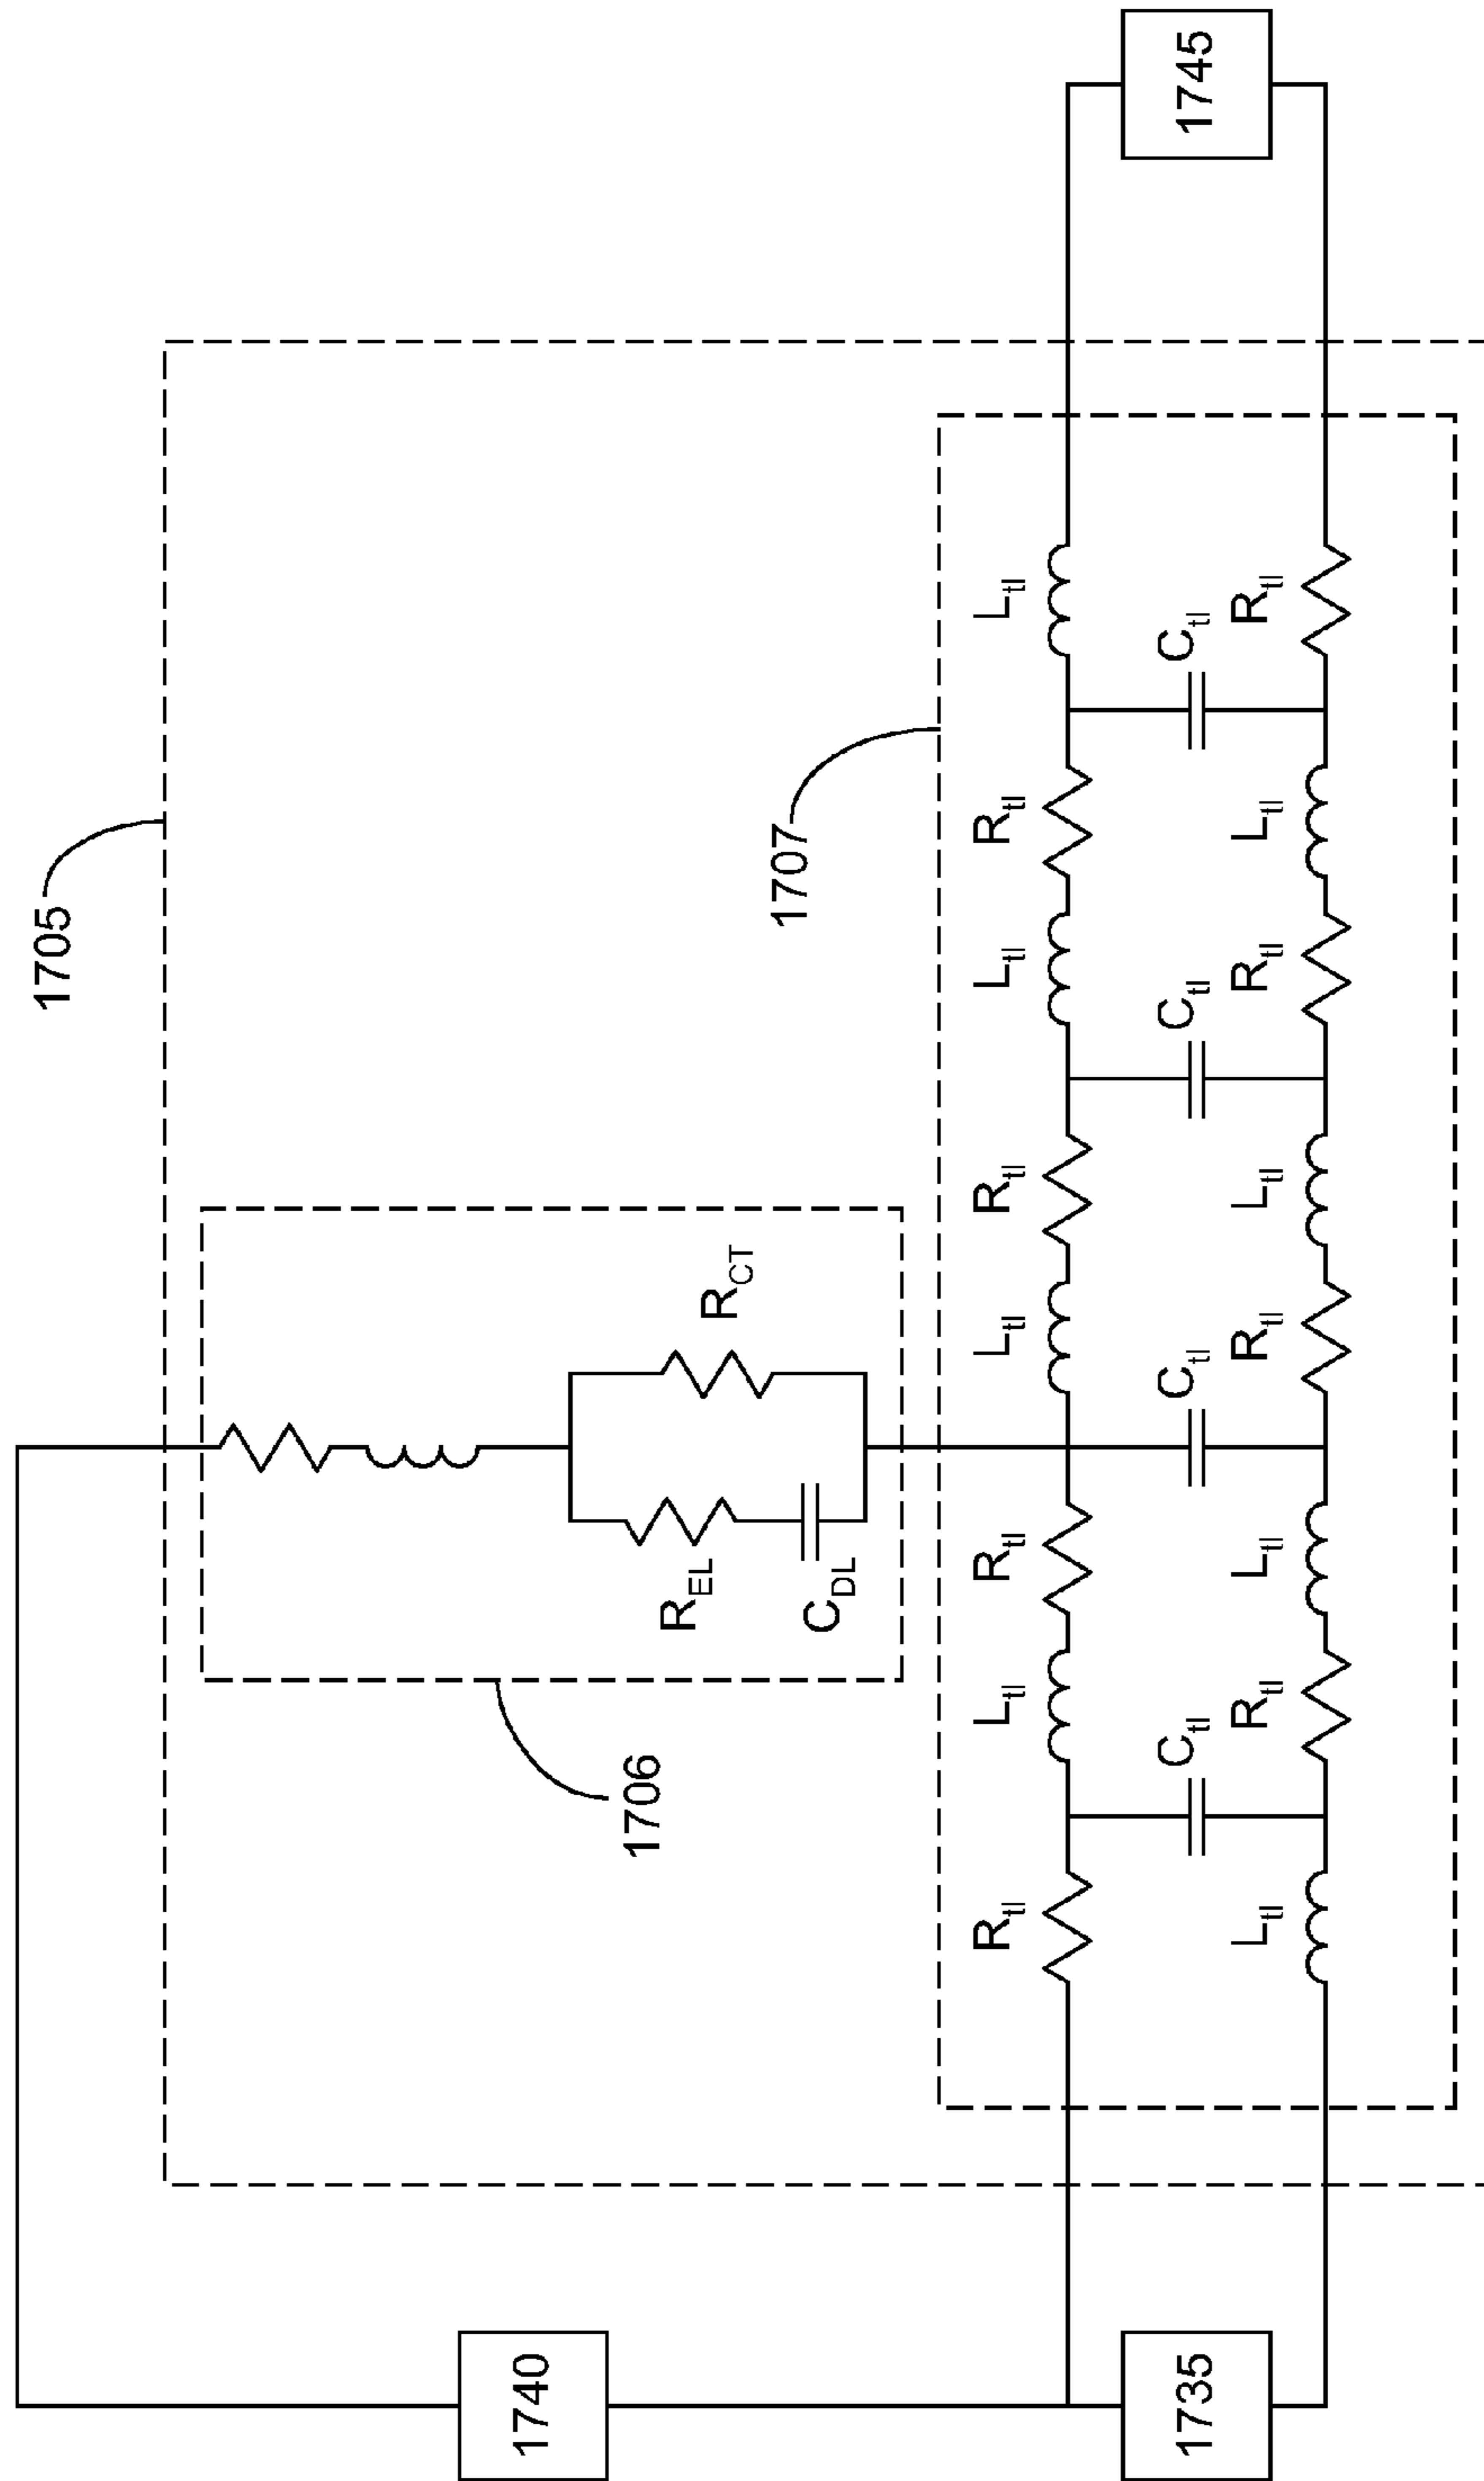 1705
1740
1706
R_EL
R_CT
1707
C_DL
R_tl L_tl R_tl L_tl R_tl L_tl R_tl L_tl
C_tl C_tl C_tl C_tl
1735 1745
L_tl R_tl L_tl R_tl L_tl R_tl L_tl R_tl